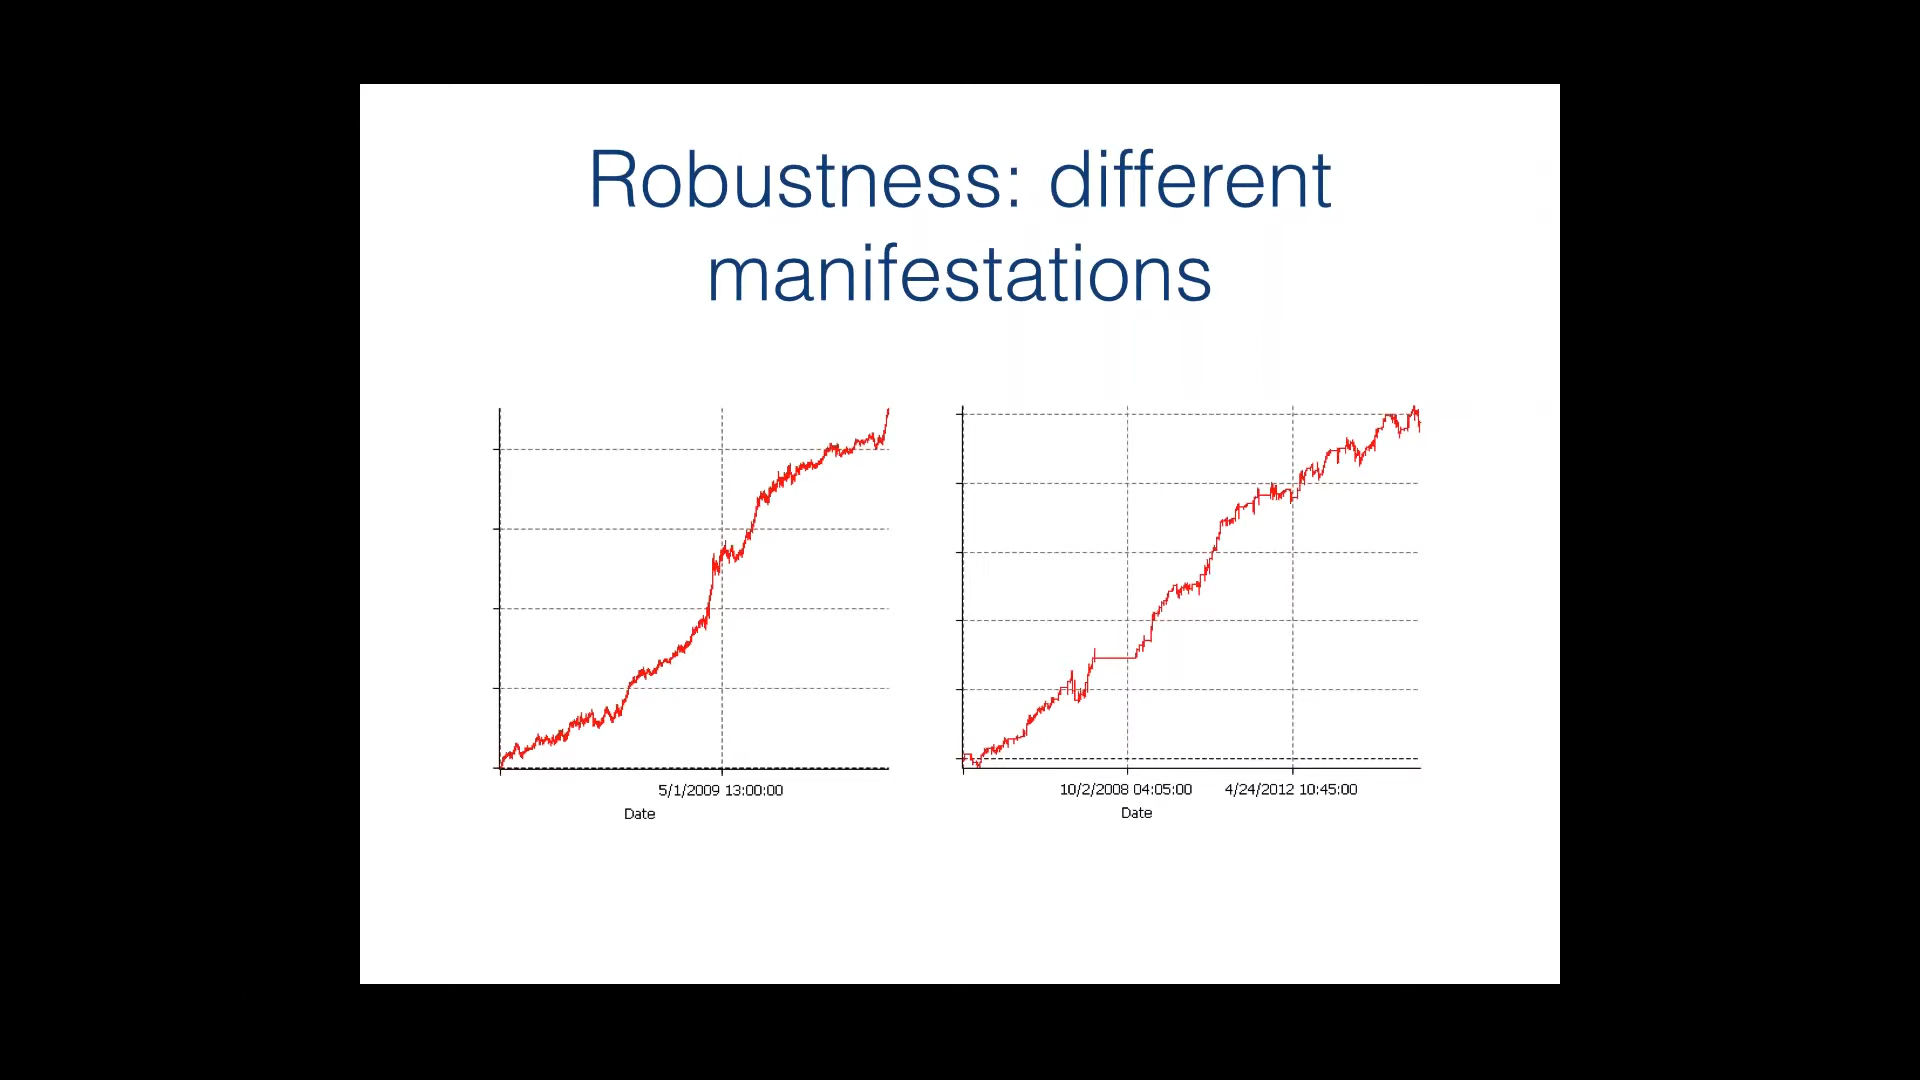 Robustness: different
manifestations
5/1/2009 13:00:00
Date
10/2/2008 04:05:00
4/24/2012 10:45:00
Date